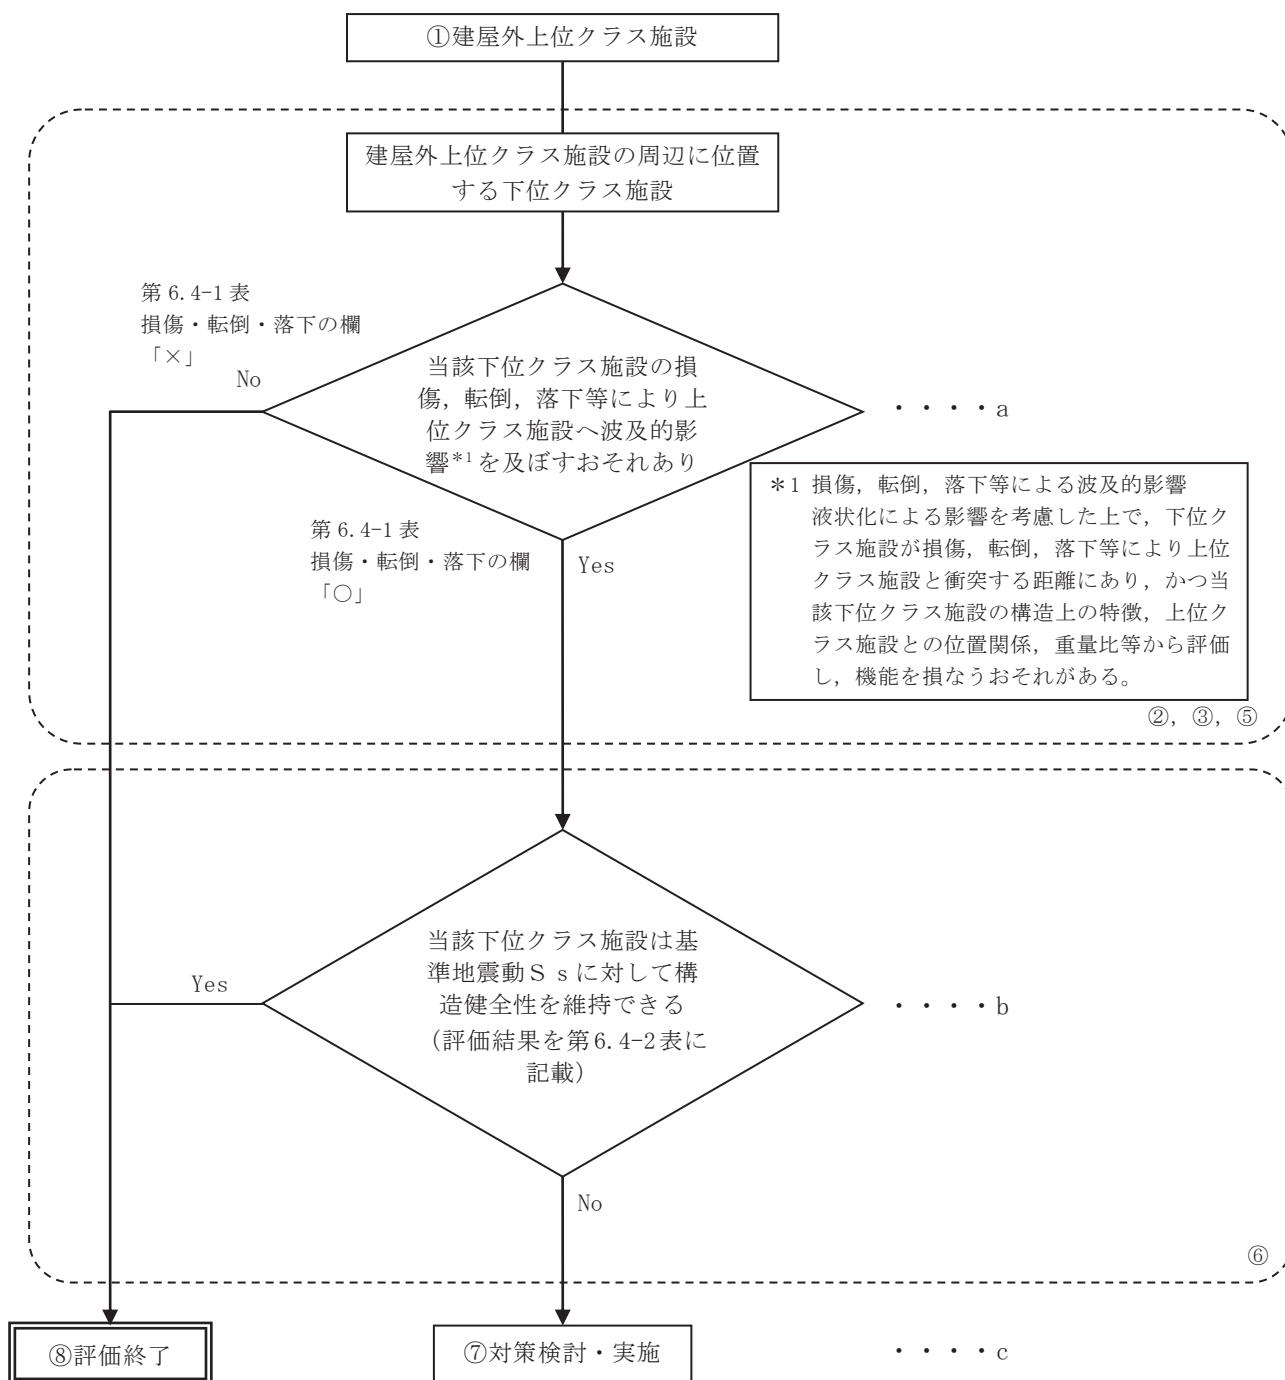 ①建屋外上位クラス施設
建屋外上位クラス施設の周辺に位置
する下位クラス施設
第 6.4-1 表
損傷・転倒・落下の欄
「×」
No
当該下位クラス施設の損
傷，転倒，落下等により上
位クラス施設へ波及的影
響*1を及ぼすおそれあり
・・・・a
＊1 損傷，転倒，落下等による波及的影響
液状化による影響を考慮した上で，下位ク
ラス施設が損傷，転倒，落下等により上位
クラス施設と衝突する距離にあり，かつ当
該下位クラス施設の構造上の特徴，上位ク
ラス施設との位置関係，重量比等から評価
し，機能を損なうおそれがある。
②，③，⑤
第 6.4-1 表
損傷・転倒・落下の欄
「○」
Yes
当該下位クラス施設は基
準地震動Ｓｓに対して構
造健全性を維持できる
（評価結果を第6.4-2表に
記載）
Yes
・・・・b
No
⑥
⑧評価終了
⑦対策検討・実施
・・・・c